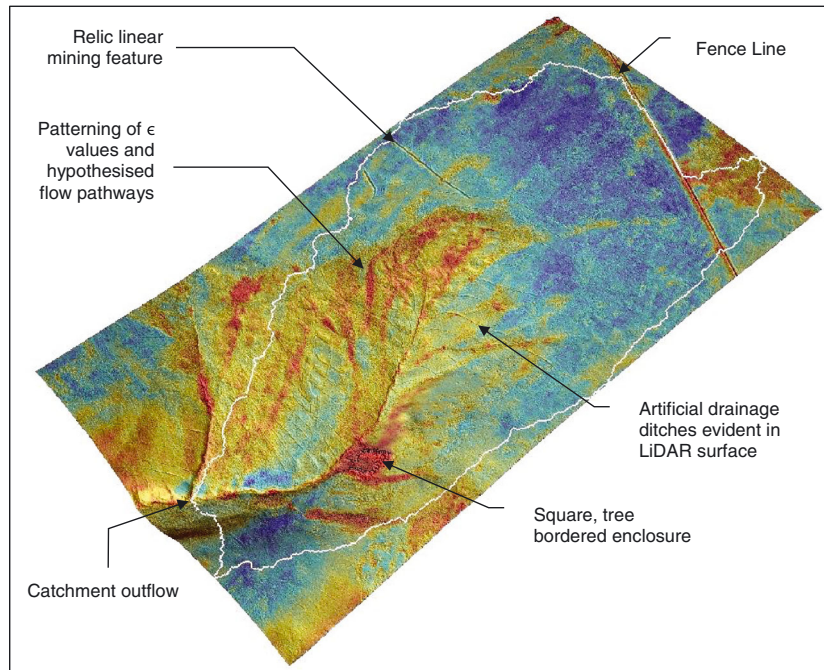 Relic linear
mining feature
Fence Line
Patterning of ϵ
values and
hypothesised
flow pathways
Artificial drainage
ditches evident in
LiDAR surface
Square, tree
bordered enclosure
Catchment outflow